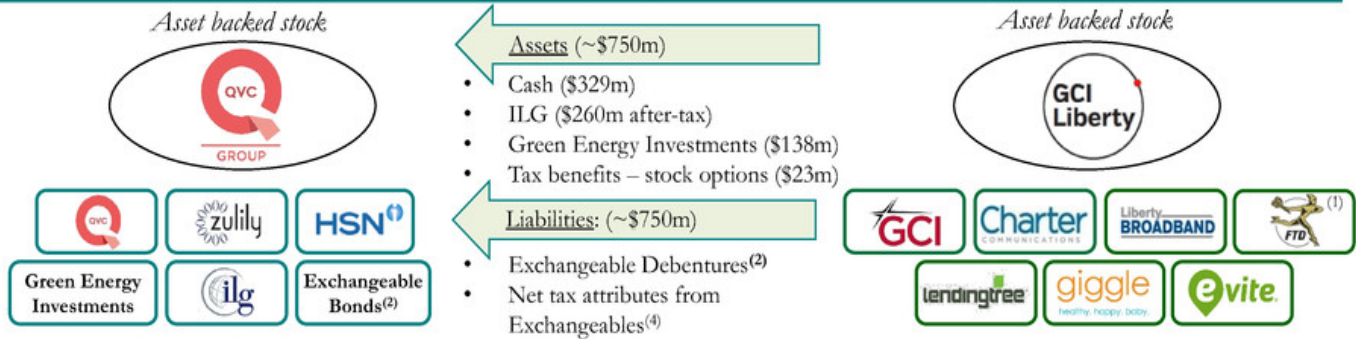 Asset backed stock
QVC
GROUP
QVC
zulily
HSN
Green Energy
Investments
ilg
Exchangeable
Bonds(2)
Assets (~$750m)
• Cash ($329m)
• ILG ($260m after-tax)
• Green Energy Investments ($138m)
• Tax benefits – stock options ($23m)
Liabilities: (~$750m)
• Exchangeable Debentures(2)
• Net tax attributes from
Exchangeables(4)
Asset backed stock
GCI
Liberty
GCI
Charter
COMMUNICATIONS
Liberty
BROADBAND
FTD
(1)
lendingtree
giggle
healthy. happy. baby.
evite.